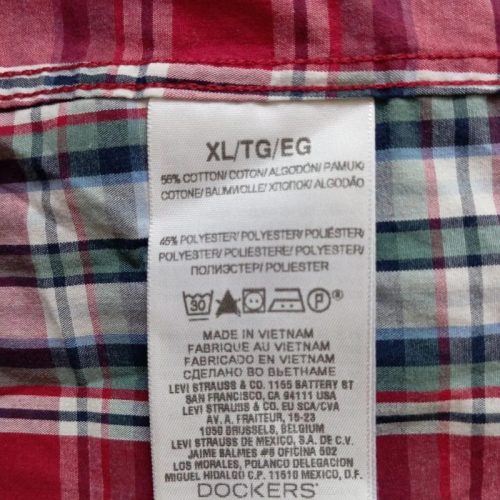 XL/TG/EG
55% COTTON/ COTON/ ALGODÓN/ PAMUK/
COTONE/ BAUMWOLLE/ ХЛОПОК/ ALGODÃO
45% POLYESTER/ POLYESTER/ POLIÉSTER/
POLYESTER/ POLIESTERE/ POLYESTER/
ПОЛИЭСТЕР/ POLIESTER
30 P ®
MADE IN VIETNAM
FABRIQUE AU VIETNAM
FABRICADO EN VIETNAM
СДЕЛАНО ВО ВЬЕТНАМЕ
LEVI STRAUSS & CO. 1155 BATTERY ST
SAN FRANCISCO, CA 94111 USA
LEVI STRAUSS & CO. EU SCA/CVA
AV. A. FRAITEUR, 15-23
1050 BRUSSELS, BELGIUM
LEVI STRAUSS DE MEXICO, S.A. DE C.V.
JAIME BALMES #8 OFICINA 502
LOS MORALES, POLANCO DELEGACION
MIGUEL HIDALGO C.P. 11510 MEXICO, D.F.
DOCKERS